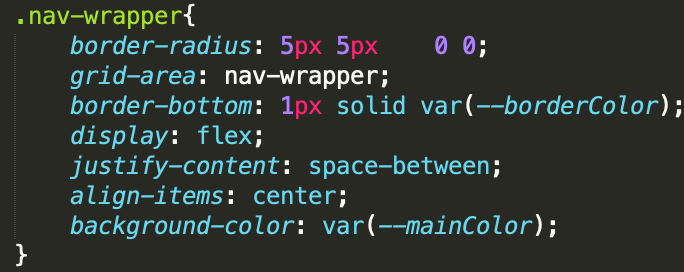 .nav-wrapper{
    border-radius: 5px 5px    0 0;
    grid-area: nav-wrapper;
    border-bottom: 1px solid var(--borderColor);
    display: flex;
    justify-content: space-between;
    align-items: center;
    background-color: var(--mainColor);
}